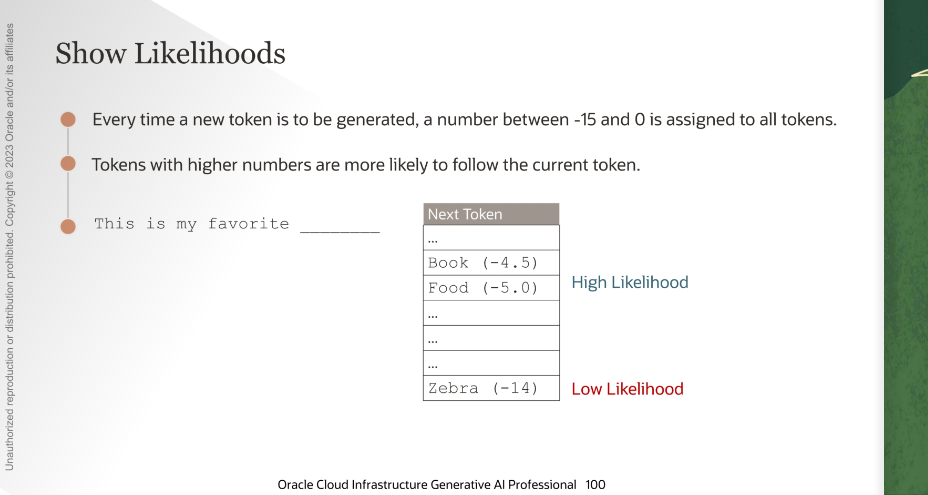 Unauthorized reproduction or distribution prohibited. Copyright © 2023 Oracle and/or its affiliates
Show Likelihoods
Every time a new token is to be generated, a number between -15 and 0 is assigned to all tokens.
Tokens with higher numbers are more likely to follow the current token.
This is my favorite ________
Next Token
...
Book (-4.5)
Food (-5.0)
High Likelihood
...
...
...
Zebra (-14)
Low Likelihood
Oracle Cloud Infrastructure Generative AI Professional 100